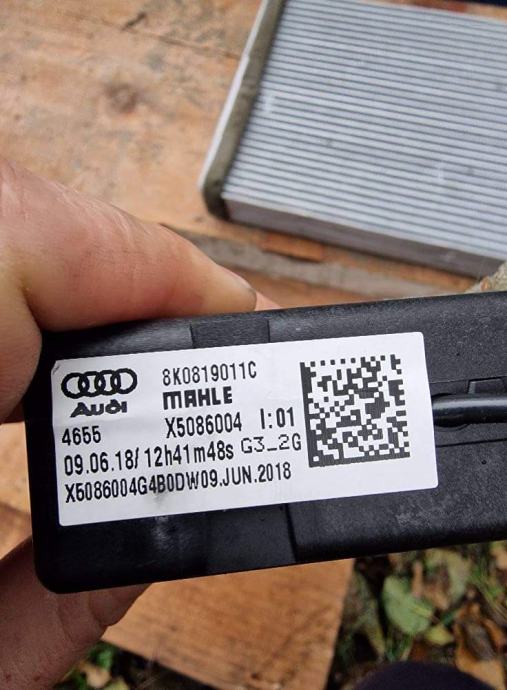 8K0819011C
Audi
MAHLE
4655 X5086004 I:01
09.06.18/ 12h41m48s G3_2G
X5086004G4B0DW09.JUN.2018